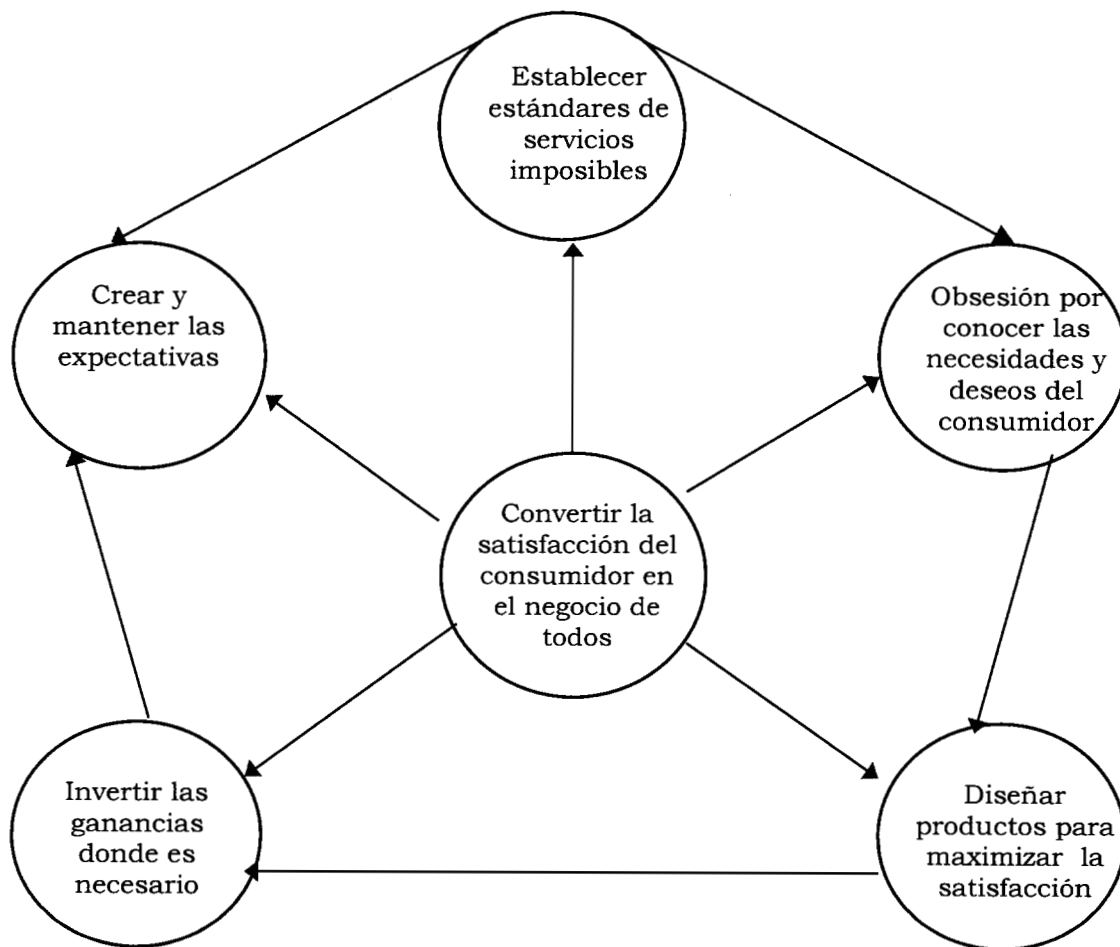 Establecer
estándares de
servicios
imposibles
Crear y
mantener las
expectativas
Obsesión por
conocer las
necesidades y
deseos del
consumidor
Convertir la
satisfacción del
consumidor en
el negocio de
todos
Invertir las
ganancias
donde es
necesario
Diseñar
productos para
maximizar la
satisfacción